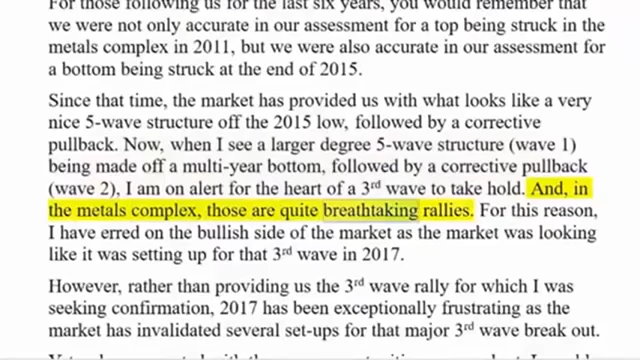 For those following us for the last six years, you would remember that
we were not only accurate in our assessment for a top being struck in the
metals complex in 2011, but we were also accurate in our assessment for
a bottom being struck at the end of 2015.
Since that time, the market has provided us with what looks like a very
nice 5-wave structure off the 2015 low, followed by a corrective
pullback. Now, when I see a larger degree 5-wave structure (wave 1)
being made off a multi-year bottom, followed by a corrective pullback
(wave 2), I am on alert for the heart of a 3rd wave to take hold. And, in
the metals complex, those are quite breathtaking rallies. For this reason,
I have erred on the bullish side of the market as the market was looking
like it was setting up for that 3rd wave in 2017.
However, rather than providing us the 3rd wave rally for which I was
seeking confirmation, 2017 has been exceptionally frustrating as the
market has invalidated several set-ups for that major 3rd wave break out.